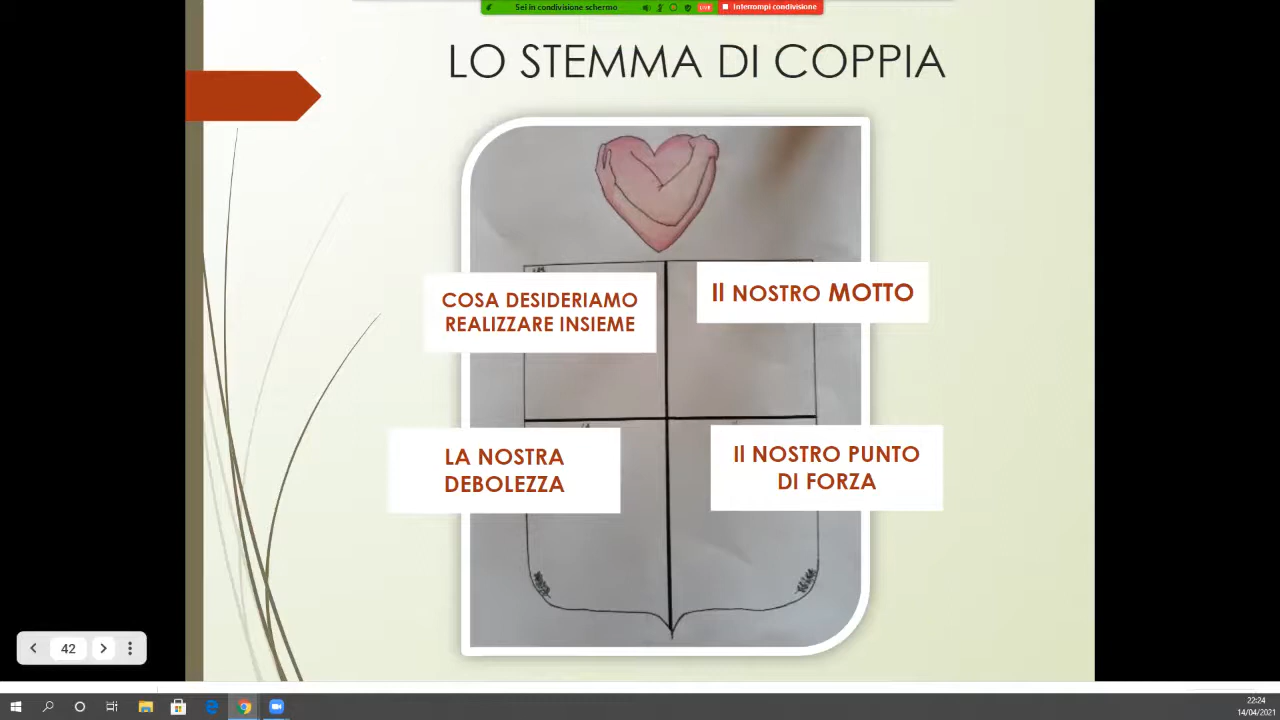 Sei in condivisione schermo
LIVE
Interrompi condivisione
LO STEMMA DI COPPIA
COSA DESIDERIAMO
REALIZZARE INSIEME
Il NOSTRO MOTTO
LA NOSTRA
DEBOLEZZA
Il NOSTRO PUNTO
DI FORZA
42
22:24
14/04/2021